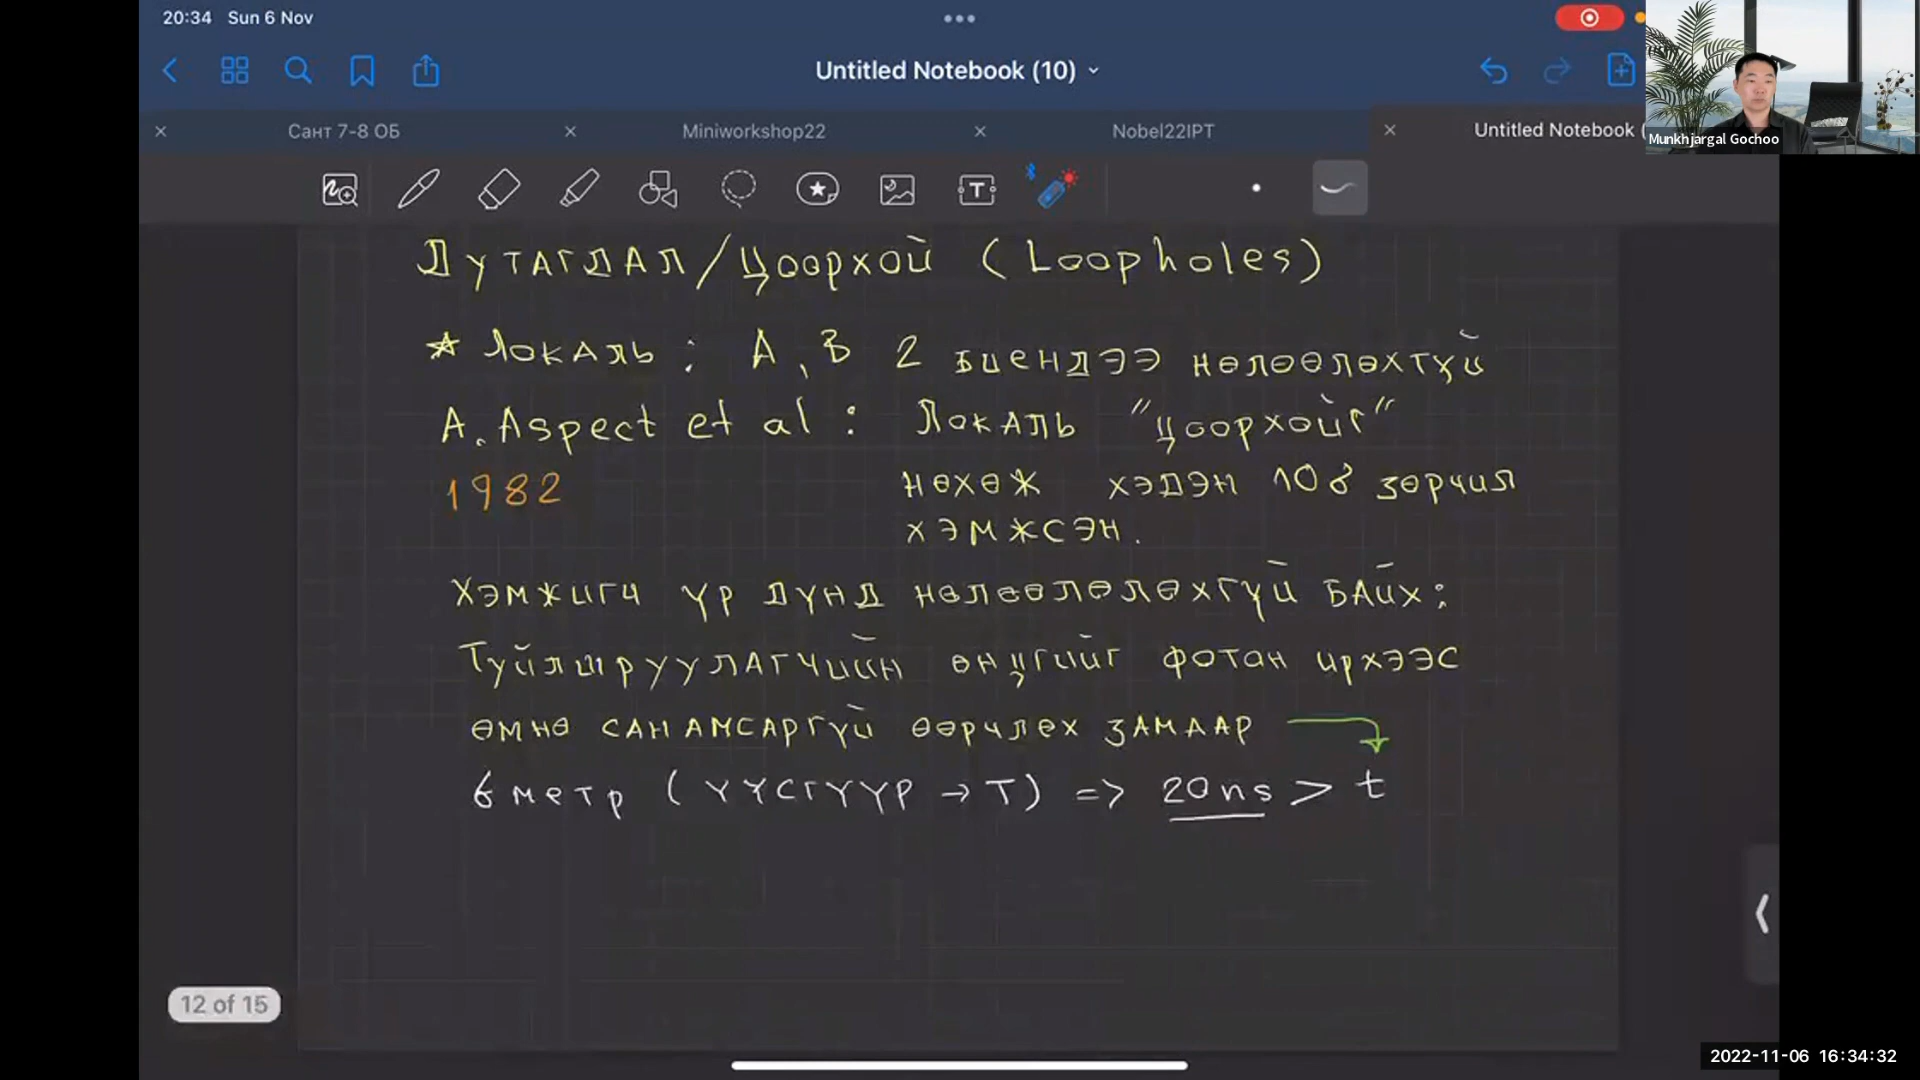 20:34 Sun 6 Nov
Untitled Notebook (10)
Сант 7-8 ОБ
Miniworkshop22
Nobel22IPT
Untitled Notebook (
Munkhjargal Gochoo
Дутагдал/Цоорхой (Loopholes)
* Локаль: A, B 2 биендээ нөлөөлөхгүй
A. Aspect et al: Локаль "цоорхойг"
1982
нөхөж хэдэн 10δ зөрчил
хэмжсэн.
Хэмжигч үр дүнд нөлөөлөлөхгүй байх:
Туйлшруулагчийн өнцгийг фотан ирхээс
өмнө санамсаргүй өөрчлөх замаар
6 метр (үүсгүүр → T) => 20ns > t
12 of 15
2022-11-06 16:34:32